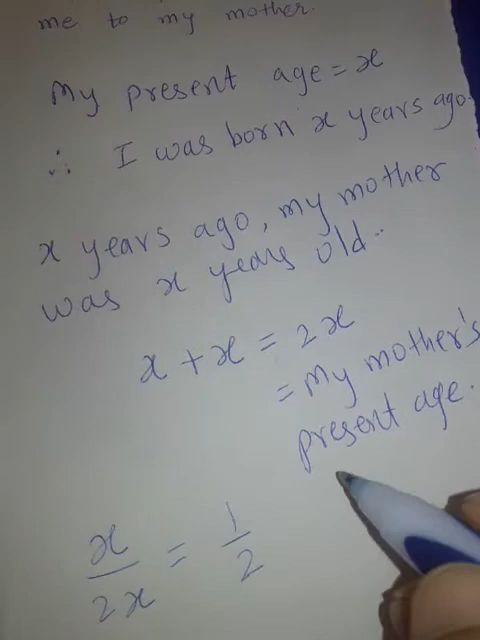 me to my mother.
My present age = x
∴ I was born x years ago.
x years ago, my mother
was x years old.
x + x = 2x
= My mother's
present age.
x/2x = 1/2